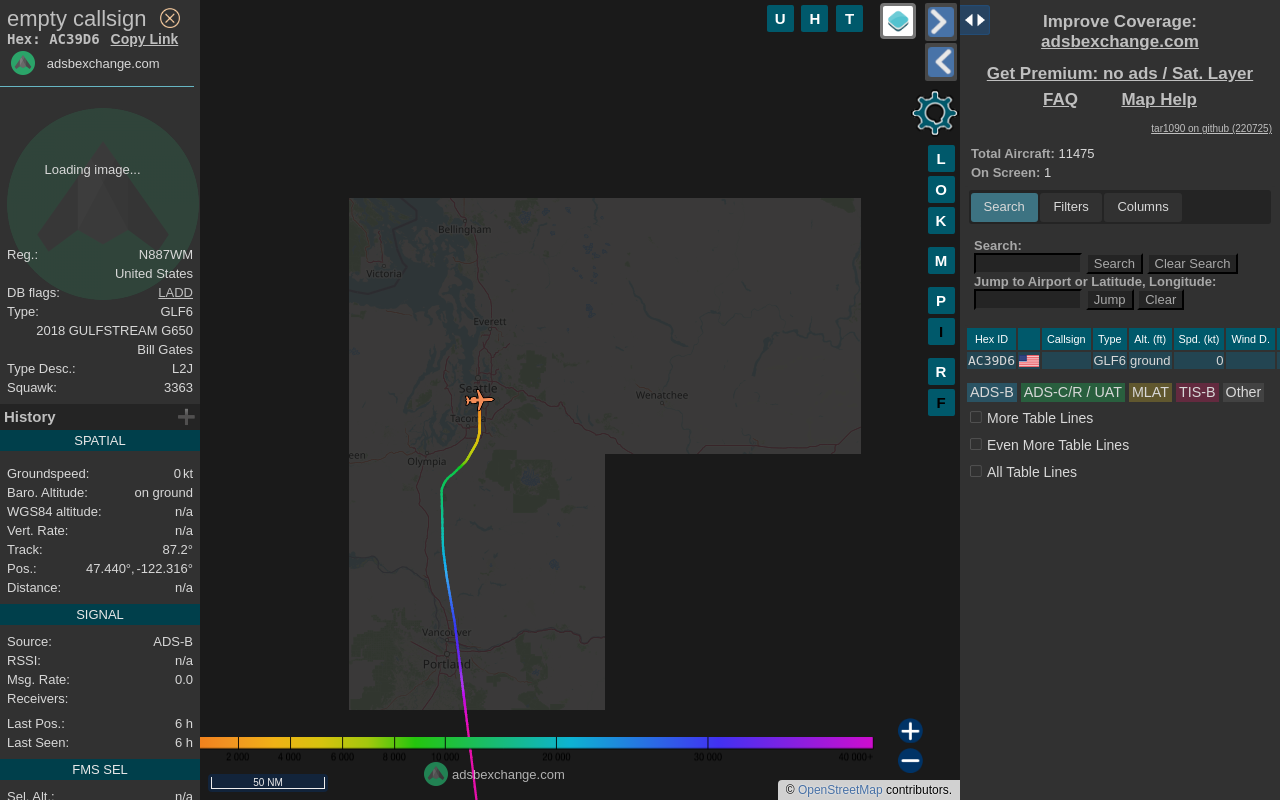 empty callsign
Hex: AC39D6 Copy Link
adsbexchange.com
Loading image...
Reg.: N887WM
United States
DB flags: LADD
Type: GLF6
2018 GULFSTREAM G650
Bill Gates
Type Desc.: L2J
Squawk: 3363
History
SPATIAL
Groundspeed: 0 kt
Baro. Altitude: on ground
WGS84 altitude: n/a
Vert. Rate: n/a
Track: 87.2°
Pos.: 47.440°, -122.316°
Distance: n/a
SIGNAL
Source: ADS-B
RSSI: n/a
Msg. Rate: 0.0
Receivers:
Last Pos.: 6 h
Last Seen: 6 h
FMS SEL
Sel. Alt.: n/a
U H T
L
O
K
M
P
I
R
F
Bellingham
Victoria
Everett
Seattle
Wenatchee
Tacoma
een
Olympia
Vancouver
Portland
2 000 4 000 6 000 8 000 10 000 20 000 30 000 40 000+
adsbexchange.com
50 NM
© OpenStreetMap contributors.
Improve Coverage:
adsbexchange.com
Get Premium: no ads / Sat. Layer
FAQ Map Help
tar1090 on github (220725)
Total Aircraft: 11475
On Screen: 1
Search Filters Columns
Search:
Search Clear Search
Jump to Airport or Latitude, Longitude:
Jump Clear
Hex ID Callsign Type Alt. (ft) Spd. (kt) Wind D.
AC39D6 GLF6 ground 0
ADS-B ADS-C/R / UAT MLAT TIS-B Other
More Table Lines
Even More Table Lines
All Table Lines